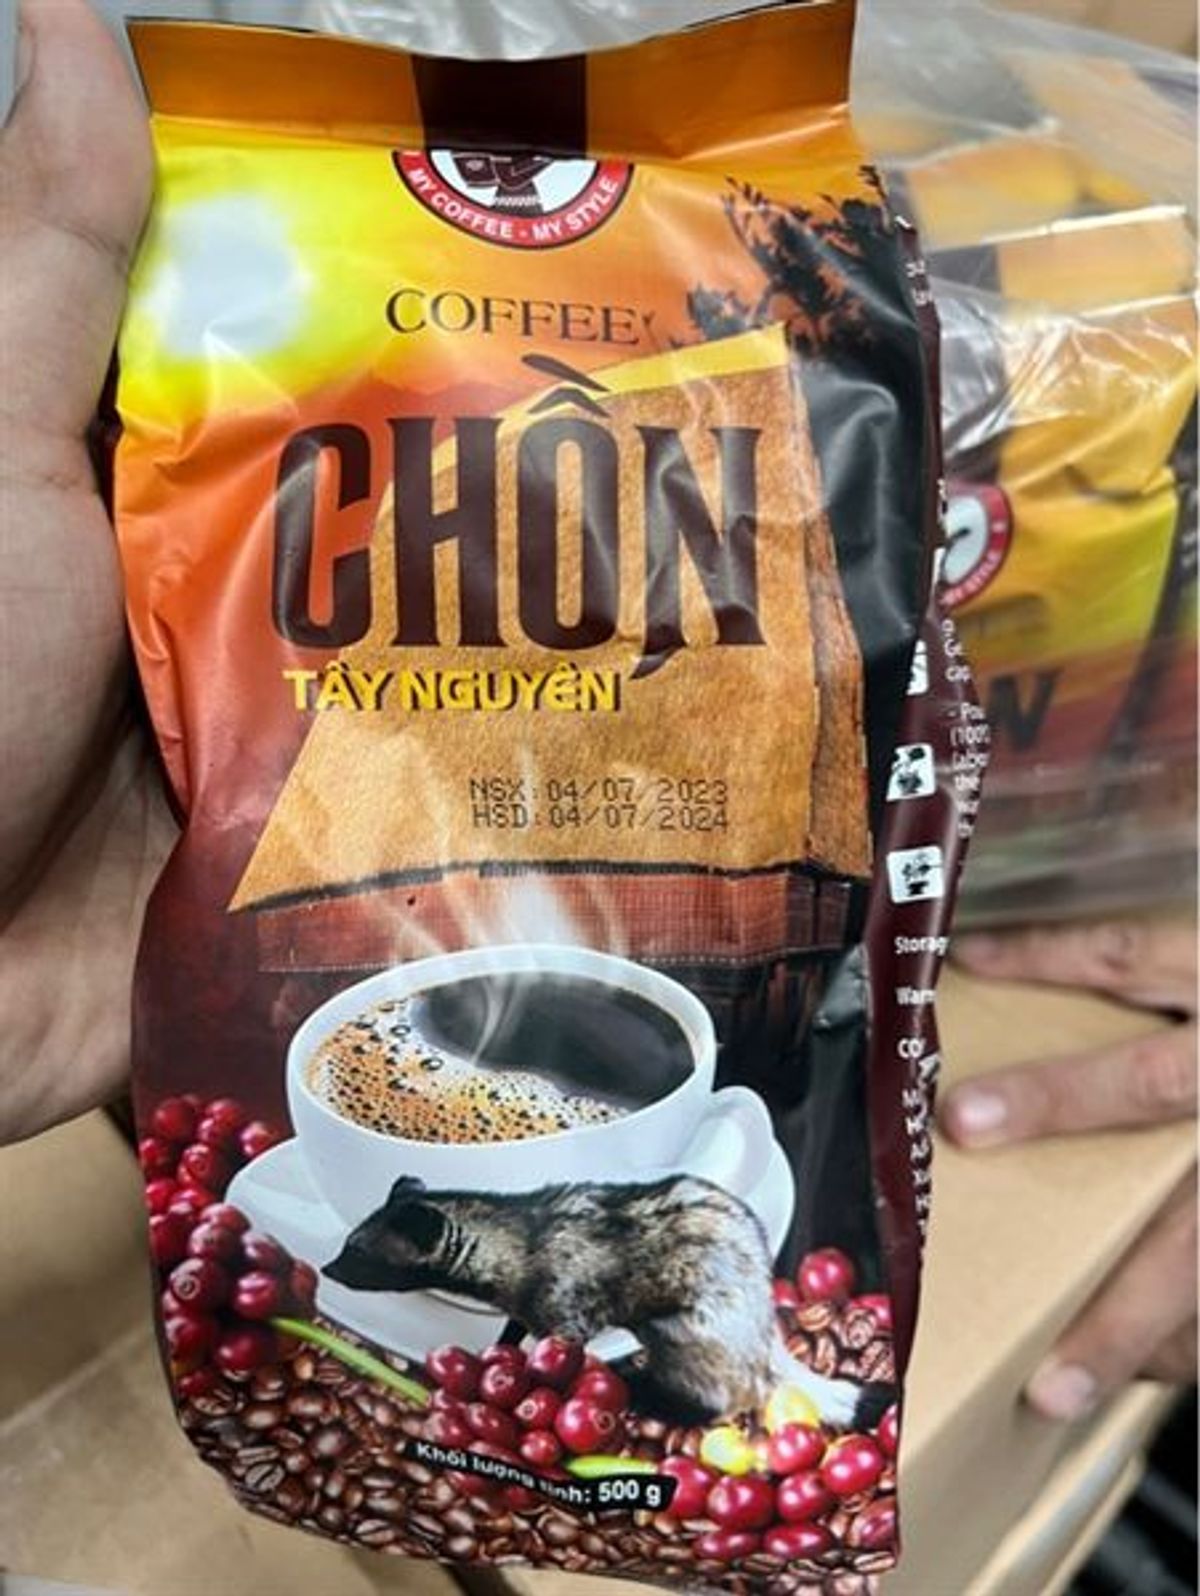 MY COFFEE - MY STYLE
COFFEE
CHỒN
TÂY NGUYÊN
NSX: 04/07/2023
HSD: 04/07/2024
Khối lượng tịnh: 500 g